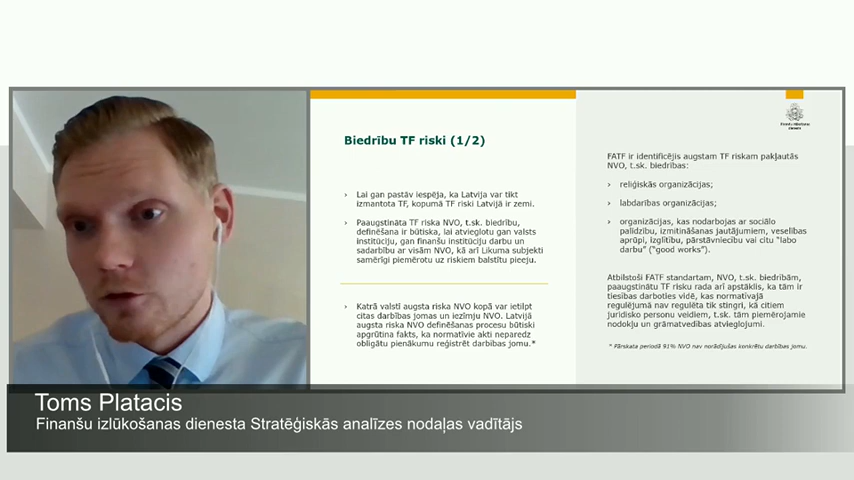 Biedrību TF riski (1/2)
› Lai gan pastāv iespēja, ka Latvija var tikt
izmantota TF, kopumā TF riski Latvijā ir zemi.
› Paaugstināta TF riska NVO, t.sk. biedrību,
definēšana ir būtiska, lai atvieglotu gan valsts
institūciju, gan finanšu institūciju darbu un
sadarbību ar visām NVO, kā arī Likuma subjekti
samērīgi piemērotu uz riskiem balstītu pieeju.
› Katrā valstī augsta riska NVO kopā var ietilpt
citas darbības jomas un iezīmju NVO. Latvijā
augsta riska NVO definēšanas procesu būtiski
apgrūtina fakts, ka normatīvie akti neparedz
obligātu pienākumu reģistrēt darbības jomu.*
FATF ir identificējis augstam TF riskam pakļautās
NVO, t.sk. biedrības:
› reliģiskās organizācijas;
› labdarības organizācijas;
› organizācijas, kas nodarbojas ar sociālo
palīdzību, izmitināšanas jautājumiem, veselības
aprūpi, izglītību, pārstāvniecību vai citu "labo
darbu" ("good works").
Atbilstoši FATF standartam, NVO, t.sk. biedrībām,
paaugstinātu TF risku rada arī apstāklis, ka tām ir
tiesības darboties vidē, kas normatīvajā
regulējumā nav regulēta tik stingri, kā citiem
juridisko personu veidiem, t.sk. tām piemērojamie
nodokļu un grāmatvedības atvieglojumi.
* Pārskata periodā 91% NVO nav norādījušas konkrētu darbības jomu.
Toms Platacis
Finanšu izlūkošanas dienesta Stratēģiskās analīzes nodaļas vadītājs